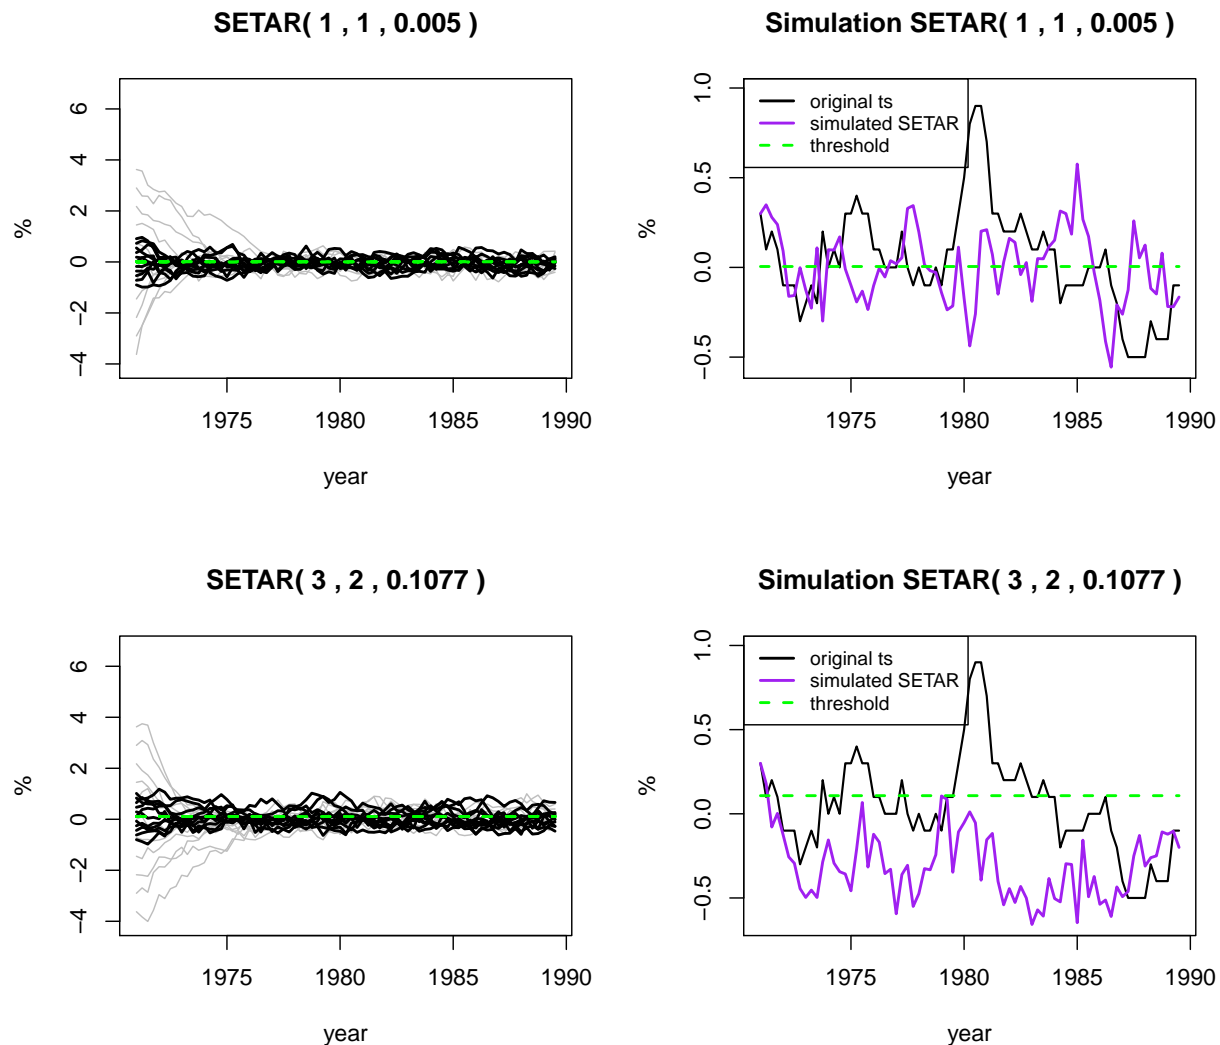 SETAR( 1 , 1 , 0.005 )
%
6
4
2
0
−2
−4
1975 1980 1985 1990
year
Simulation SETAR( 1 , 1 , 0.005 )
%
1.0
0.5
0.0
−0.5
original ts
simulated SETAR
threshold
1975 1980 1985 1990
year
SETAR( 3 , 2 , 0.1077 )
%
6
4
2
0
−2
−4
1975 1980 1985 1990
year
Simulation SETAR( 3 , 2 , 0.1077 )
%
1.0
0.5
0.0
−0.5
original ts
simulated SETAR
threshold
1975 1980 1985 1990
year